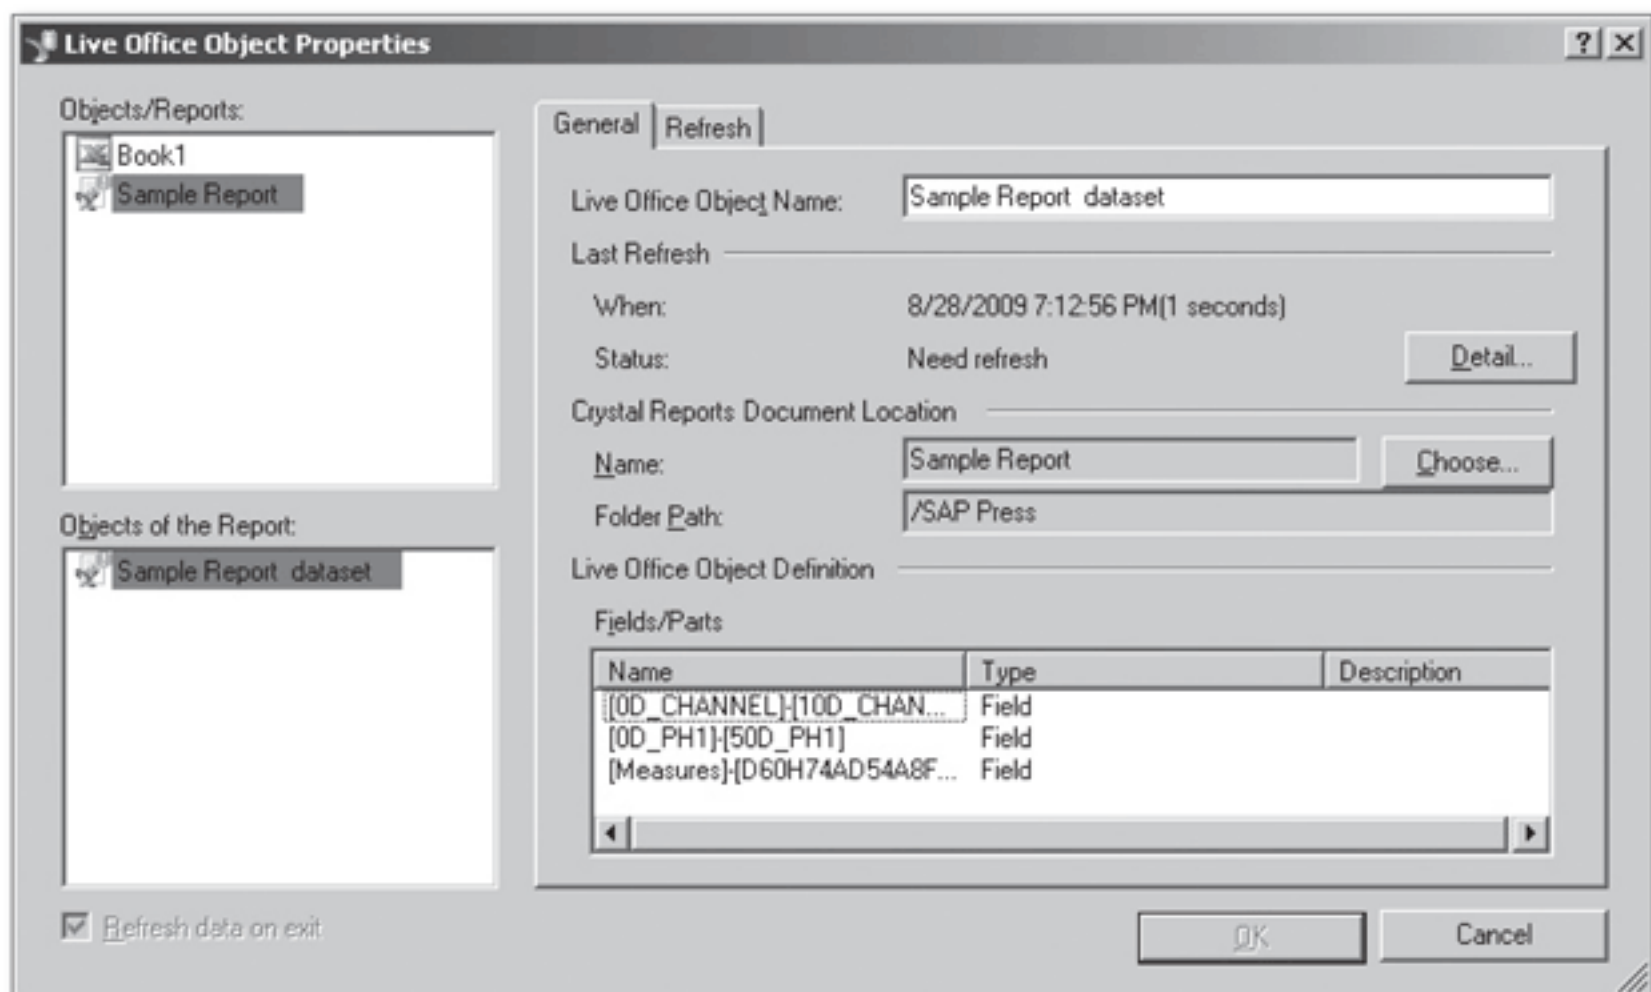 Live Office Object Properties
Objects/Reports:
Book1
Sample Report
Objects of the Report:
Sample Report dataset
Refresh data on exit
General Refresh
Live Office Object Name: Sample Report dataset
Last Refresh
When: 8/28/2009 7:12:56 PM(1 seconds)
Status: Need refresh Detail...
Crystal Reports Document Location
Name: Sample Report Choose...
Folder Path: /SAP Press
Live Office Object Definition
Fields/Parts
Name Type Description
[0D_CHANNEL]-[10D_CHAN... Field
[0D_PH1]-[50D_PH1] Field
[Measures]-[D60H74AD54A8F... Field
OK Cancel